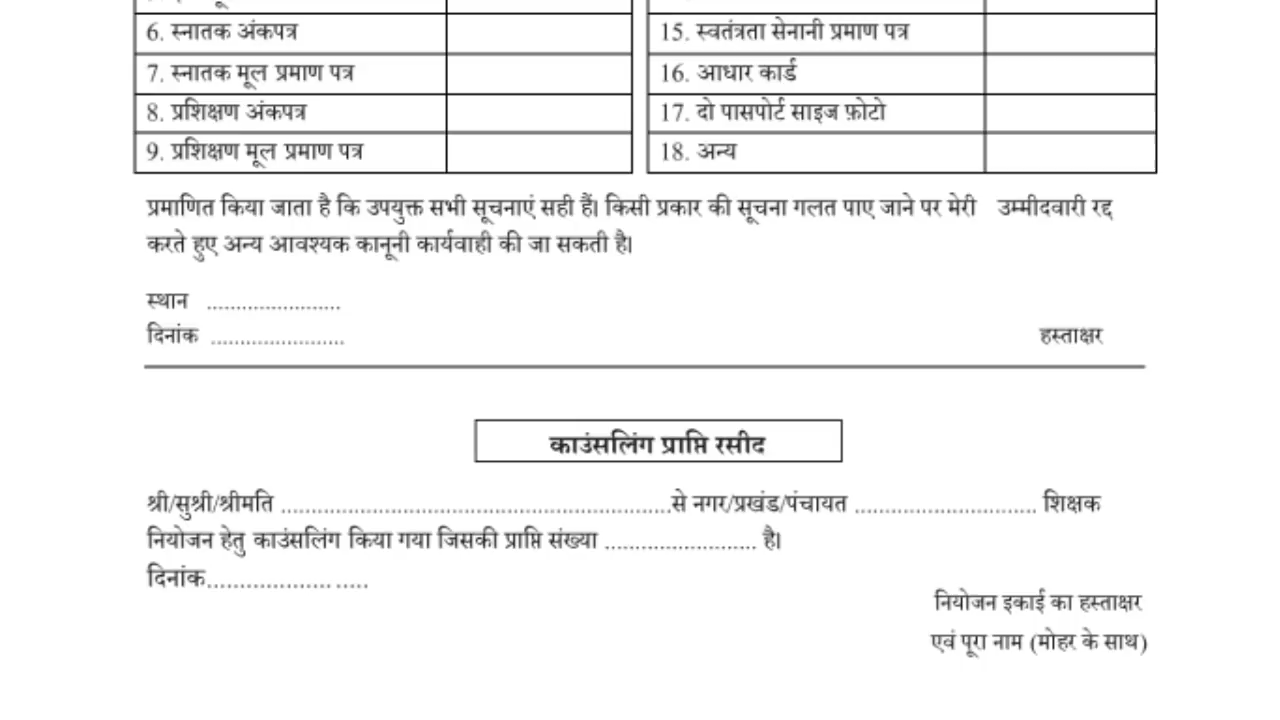 6. स्नातक अंकपत्र
15. स्वतंत्रता सेनानी प्रमाण पत्र
7. स्नातक मूल प्रमाण पत्र
16. आधार कार्ड
8. प्रशिक्षण अंकपत्र
17. दो पासपोर्ट साइज फ़ोटो
9. प्रशिक्षण मूल प्रमाण पत्र
18. अन्य
प्रमाणित किया जाता है कि उपयुक्त सभी सूचनाएं सही हैं। किसी प्रकार की सूचना गलत पाए जाने पर मेरी उम्मीदवारी रद्द
करते हुए अन्य आवश्यक कानूनी कार्यवाही की जा सकती है।
स्थान .......................
दिनांक ....................... हस्ताक्षर
काउंसलिंग प्राप्ति रसीद
श्री/सुश्री/श्रीमति ..................................................................से नगर/प्रखंड/पंचायत ............................... शिक्षक
नियोजन हेतु काउंसलिंग किया गया जिसकी प्राप्ति संख्या .......................... है।
दिनांक................... .....
नियोजन इकाई का हस्ताक्षर
एवं पूरा नाम (मोहर के साथ)